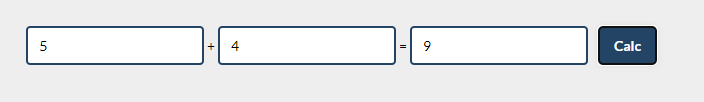 5 + 4 = 9 Calc